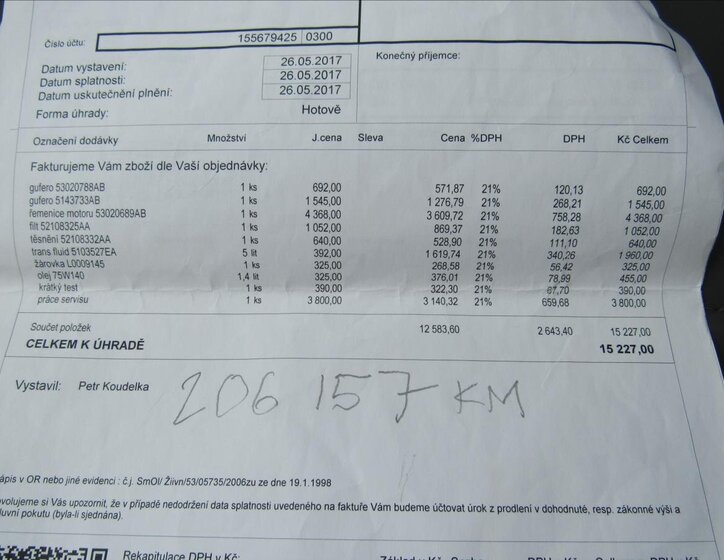 Číslo účtu: 155679425 0300
Konečný příjemce:
Datum vystavení: 26.05.2017
Datum splatnosti: 26.05.2017
Datum uskutečnění plnění: 26.05.2017
Forma úhrady: Hotově
Označení dodávky Množství J.cena Sleva Cena %DPH DPH Kč Celkem
Fakturujeme Vám zboží dle Vaší objednávky:
gufero 53020788AB 1 ks 692,00 571,87 21% 120,13 692,00
gufero 5143733AB 1 ks 1 545,00 1 276,79 21% 268,21 1 545,00
řemenice motoru 53020689AB 1 ks 4 368,00 3 609,72 21% 758,28 4 368,00
filt 52108325AA 1 ks 1 052,00 869,37 21% 182,63 1 052,00
těsnění 52108332AA 1 ks 640,00 528,90 21% 111,10 640,00
trans fluid 5103527EA 5 lit 392,00 1 619,74 21% 340,26 1 960,00
žárovka L0009145 1 ks 325,00 268,58 21% 56,42 325,00
olej 75W140 1,4 lit 325,00 376,01 21% 78,99 455,00
krátký test 1 ks 390,00 322,30 21% 67,70 390,00
práce servisu 1 ks 3 800,00 3 140,32 21% 659,68 3 800,00
Součet položek 12 583,60 2 643,40 15 227,00
CELKEM K ÚHRADĚ 15 227,00
Vystavil: Petr Koudelka
206 157 KM
ápis v OR nebo jiné evidenci : č.j. SmOl/ Živn/53/05735/2006zu ze dne 19.1.1998
ovolujeme si Vás upozornit, že v případě nedodržení data splatnosti uvedeného na faktuře Vám budeme účtovat úrok z prodlení v dohodnuté, resp. zákonné výši a
luvní pokutu (byla-li sjednána).
Rekapitulace DPH v Kč: